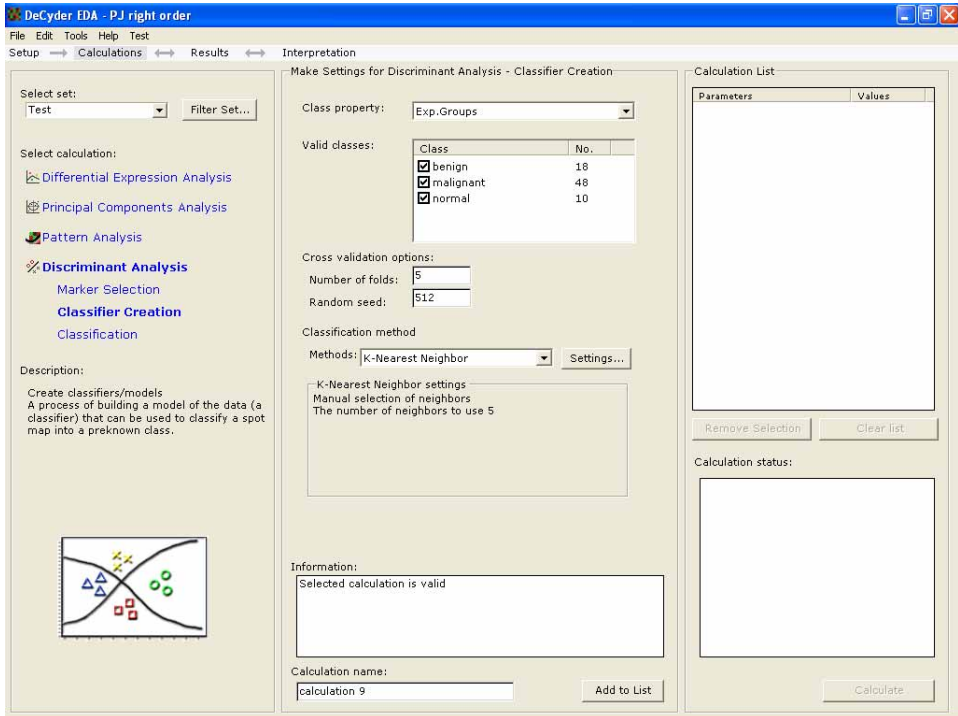 DeCyder EDA - PJ right order
File Edit Tools Help Test
Setup Calculations Results Interpretation
Select set:
Test Filter Set...
Select calculation:
Differential Expression Analysis
Principal Components Analysis
Pattern Analysis
Discriminant Analysis
Marker Selection
Classifier Creation
Classification
Description:
Create classifiers/models
A process of building a model of the data (a
classifier) that can be used to classify a spot
map into a preknown class.
Make Settings for Discriminant Analysis - Classifier Creation
Class property: Exp.Groups
Valid classes: Class No.
benign 18
malignant 48
normal 10
Cross validation options:
Number of folds: 5
Random seed: 512
Classification method
Methods: K-Nearest Neighbor Settings...
K-Nearest Neighbor settings
Manual selection of neighbors
The number of neighbors to use 5
Information:
Selected calculation is valid
Calculation name:
calculation 9 Add to List
Calculation List
Parameters Values
Remove Selection Clear list
Calculation status:
Calculate